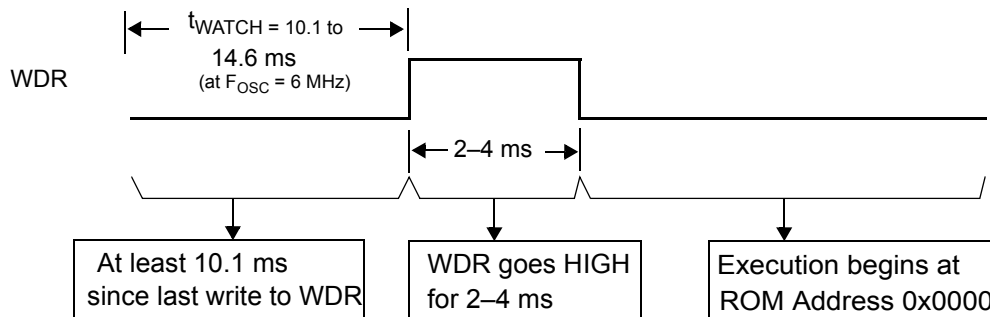 tWATCH = 10.1 to
14.6 ms
(at FOSC = 6 MHz)
WDR
2–4 ms
At least 10.1 ms
since last write to WDR
WDR goes HIGH
for 2–4 ms
Execution begins at
ROM Address 0x0000